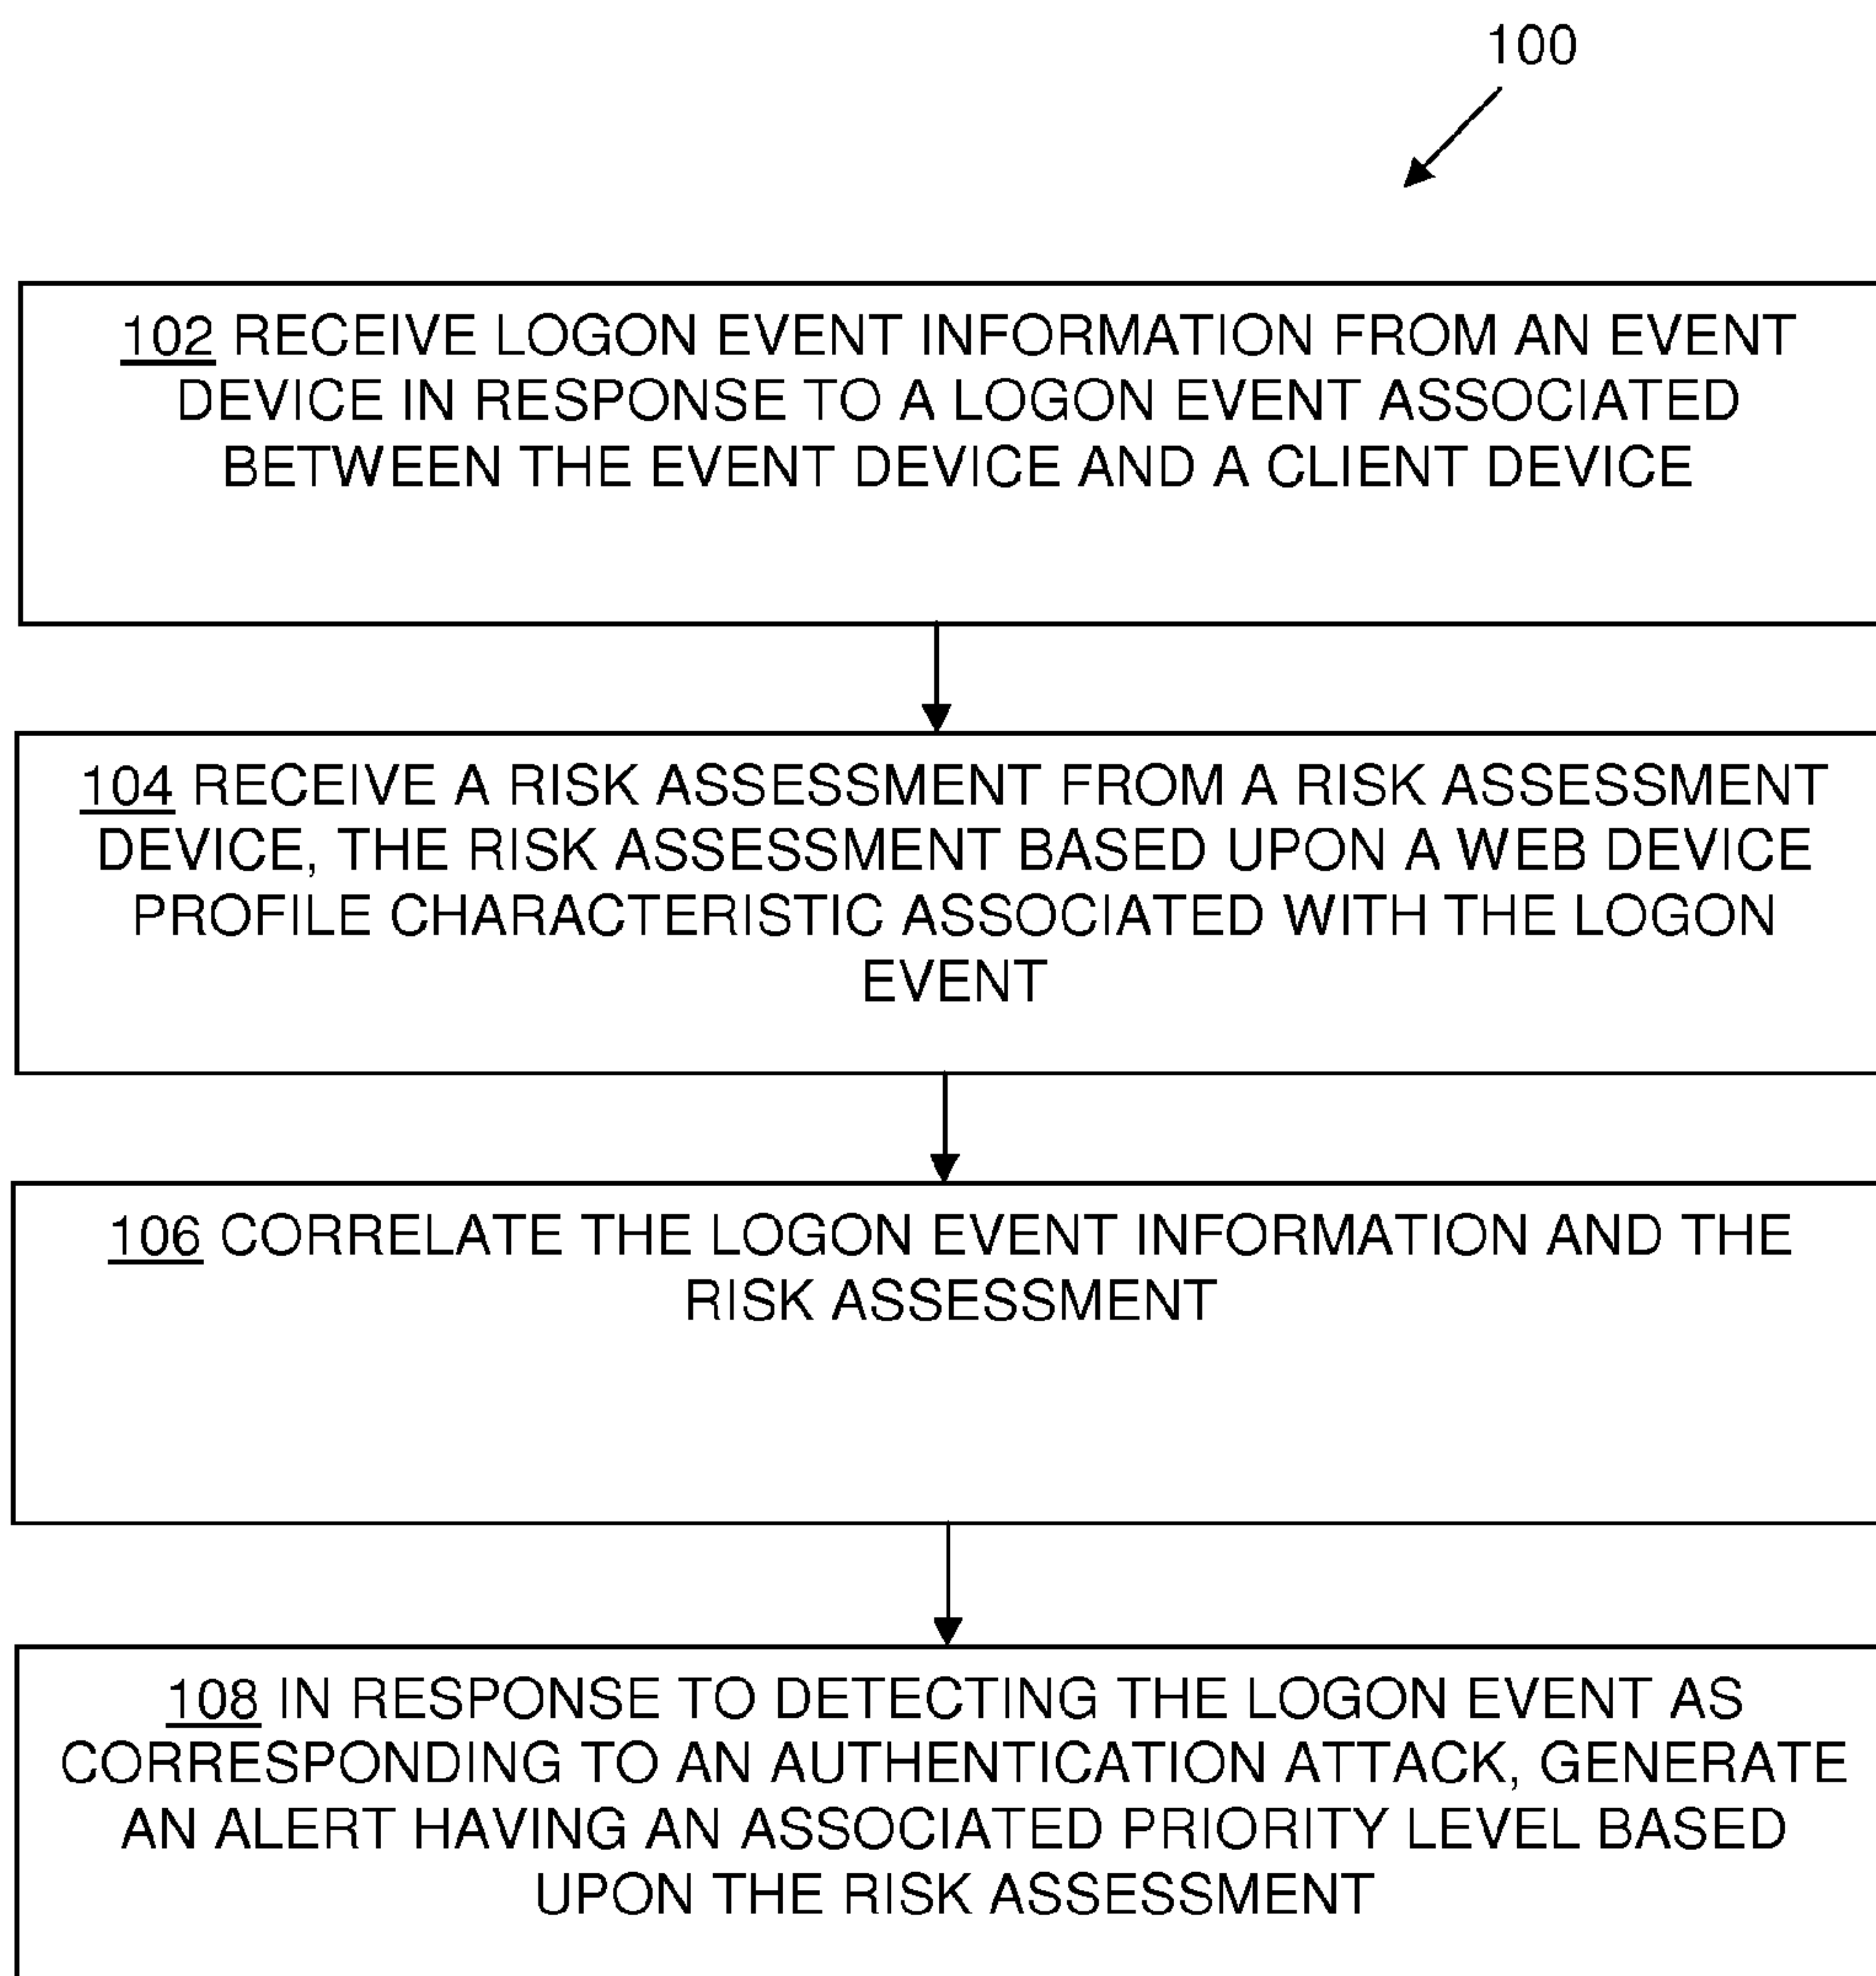 100
102 RECEIVE LOGON EVENT INFORMATION FROM AN EVENT
DEVICE IN RESPONSE TO A LOGON EVENT ASSOCIATED
BETWEEN THE EVENT DEVICE AND A CLIENT DEVICE
104 RECEIVE A RISK ASSESSMENT FROM A RISK ASSESSMENT
DEVICE, THE RISK ASSESSMENT BASED UPON A WEB DEVICE
PROFILE CHARACTERISTIC ASSOCIATED WITH THE LOGON
EVENT
106 CORRELATE THE LOGON EVENT INFORMATION AND THE
RISK ASSESSMENT
108 IN RESPONSE TO DETECTING THE LOGON EVENT AS
CORRESPONDING TO AN AUTHENTICATION ATTACK, GENERATE
AN ALERT HAVING AN ASSOCIATED PRIORITY LEVEL BASED
UPON THE RISK ASSESSMENT